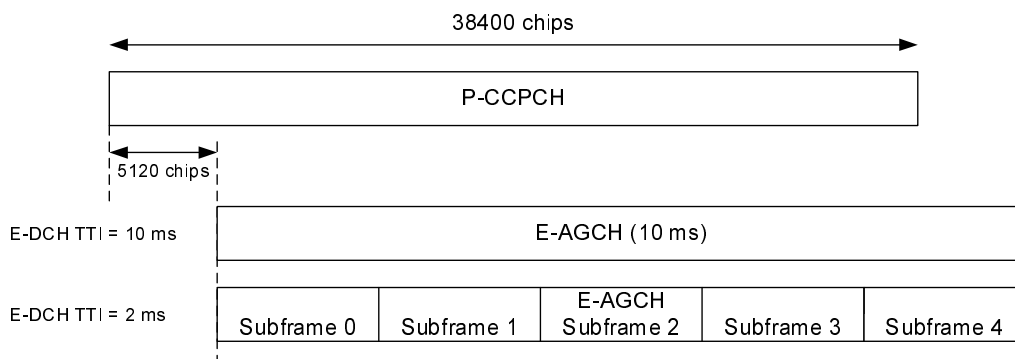 38400 chips
P-CCPCH
5120 chips
E-DCH TTI = 10 ms
E-AGCH (10 ms)
E-DCH TTI = 2 ms
E-AGCH
Subframe 0 Subframe 1 Subframe 2 Subframe 3 Subframe 4